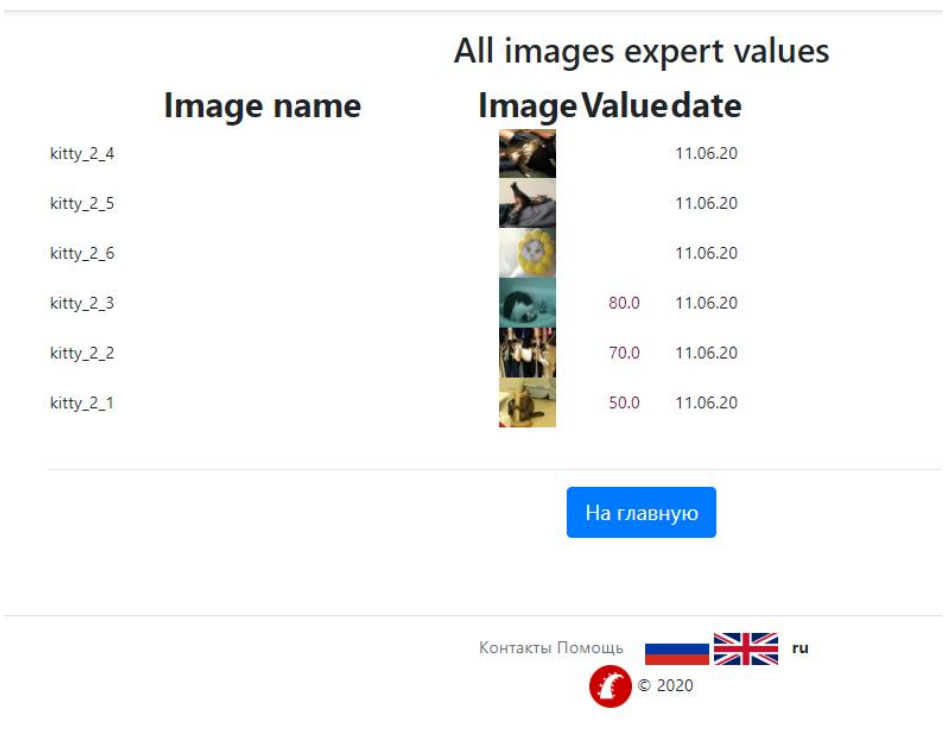 All images expert values
Image name Image Value date
kitty_2_4 11.06.20
kitty_2_5 11.06.20
kitty_2_6 11.06.20
kitty_2_3 80.0 11.06.20
kitty_2_2 70.0 11.06.20
kitty_2_1 50.0 11.06.20
На главную
Контакты Помощь ru
© 2020